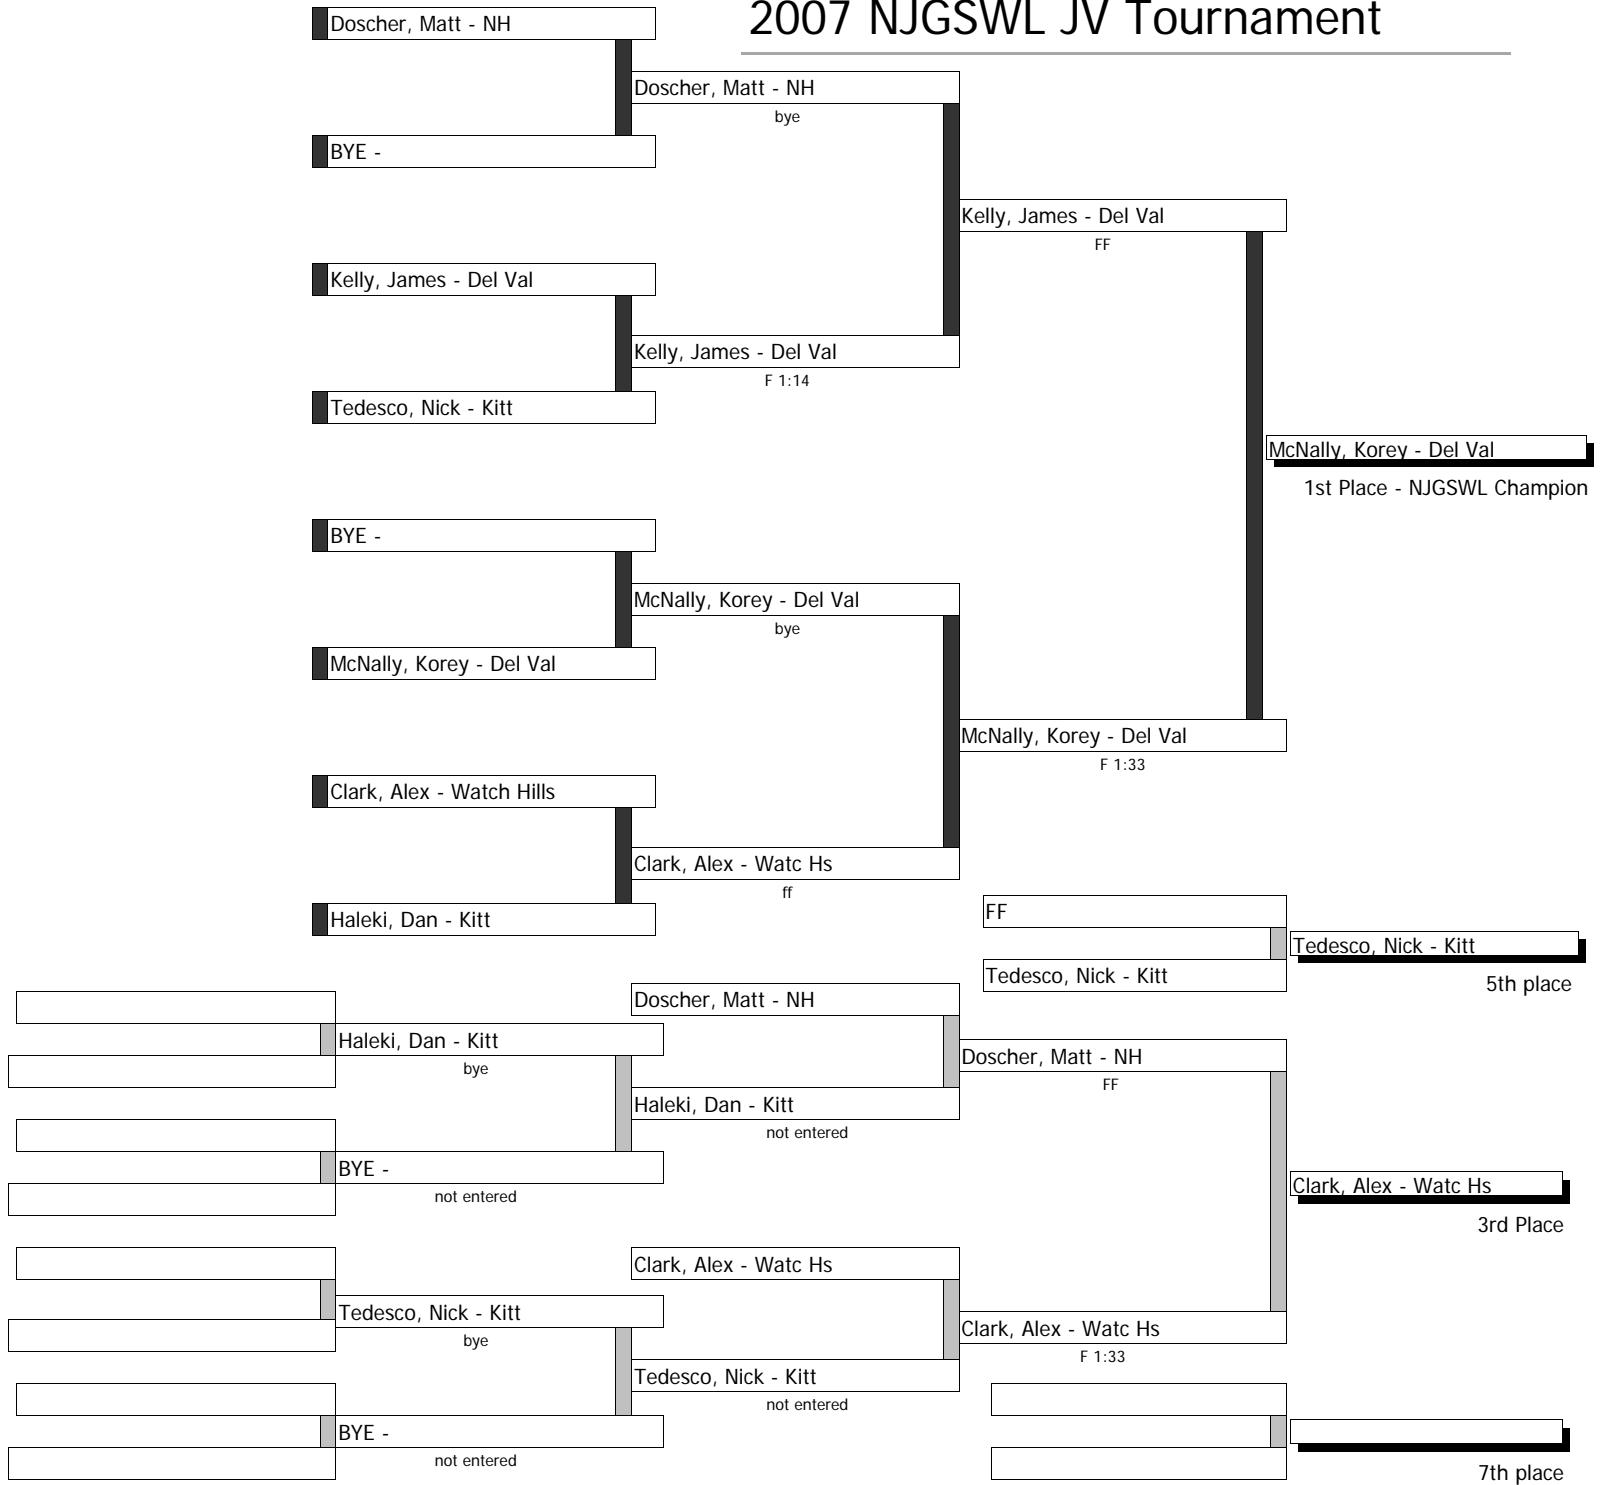 2007 NJGSWL JV Tournament
Doscher, Matt - NH
Doscher, Matt - NH
bye
BYE -
Kelly, James - Del Val
FF
Kelly, James - Del Val
Kelly, James - Del Val
F 1:14
Tedesco, Nick - Kitt
McNally, Korey - Del Val
1st Place - NJGSWL Champion
BYE -
McNally, Korey - Del Val
bye
McNally, Korey - Del Val
McNally, Korey - Del Val
F 1:33
Clark, Alex - Watch Hills
Clark, Alex - Watc Hs
ff
Haleki, Dan - Kitt
FF
Tedesco, Nick - Kitt
Tedesco, Nick - Kitt
5th place
Doscher, Matt - NH
Haleki, Dan - Kitt
bye
Doscher, Matt - NH
FF
Haleki, Dan - Kitt
not entered
BYE -
not entered
Clark, Alex - Watc Hs
3rd Place
Clark, Alex - Watc Hs
Tedesco, Nick - Kitt
bye
Clark, Alex - Watc Hs
F 1:33
Tedesco, Nick - Kitt
not entered
BYE -
not entered
7th place